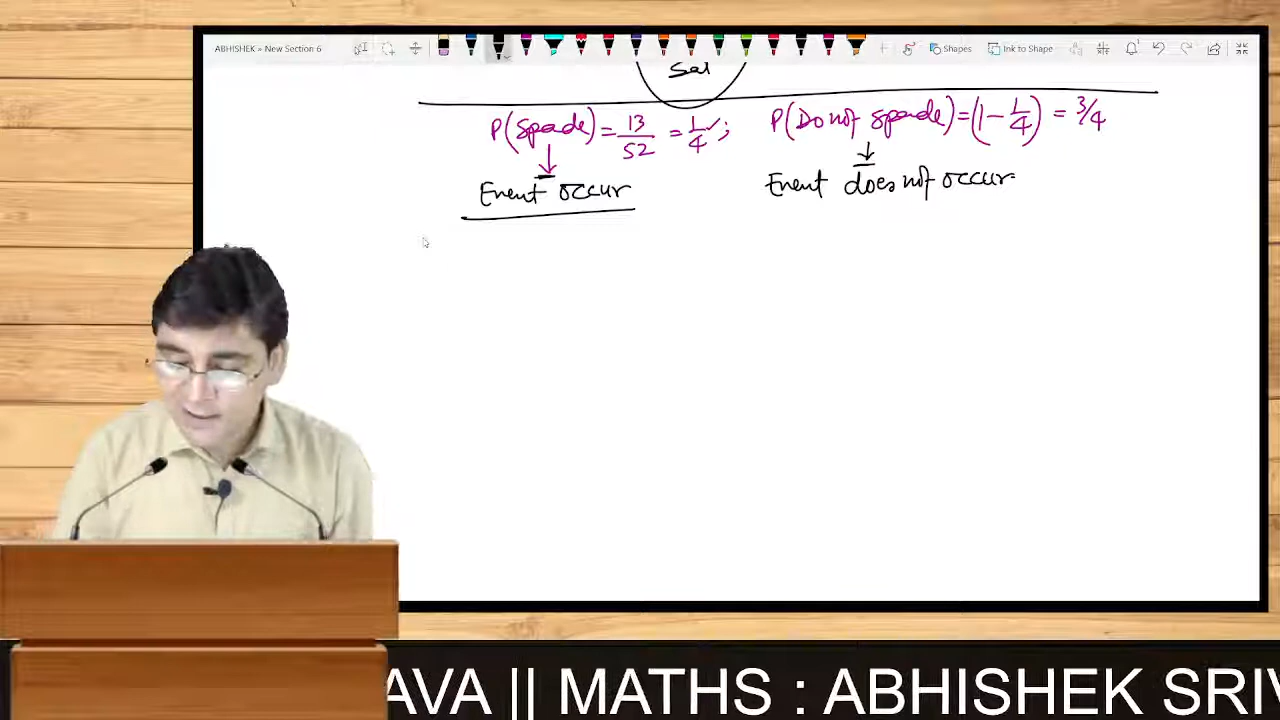 ABHISHEK » New Section 6
Shapes
Ink to Shape
Set
P(Spade) = 13/52 = 1/4 ✓; P(Do not spade) = (1 - 1/4) = 3/4
↓ ↓
Event occur Event does not occur
AVA || MATHS : ABHISHEK SRIV